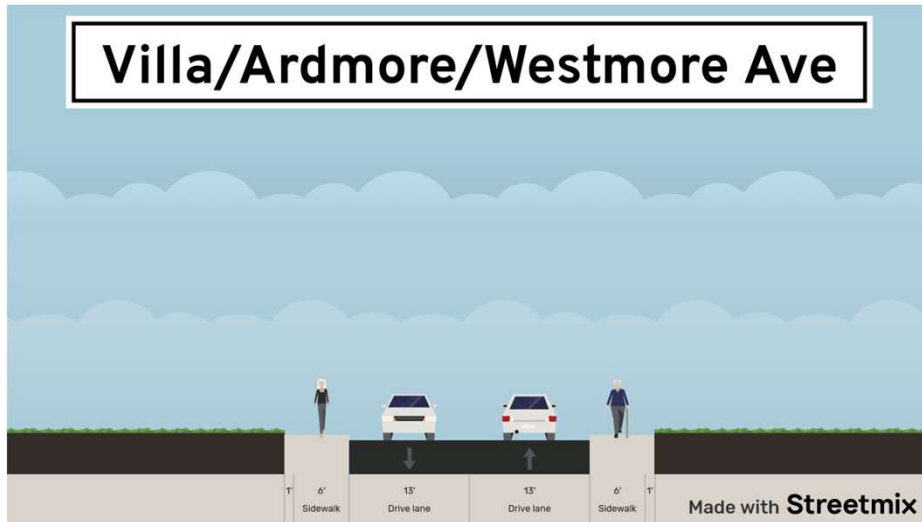 Villa/Ardmore/Westmore Ave
1' 6' 13' 13' 6' 1'
Sidewalk Drive lane Drive lane Sidewalk
Made with Streetmix